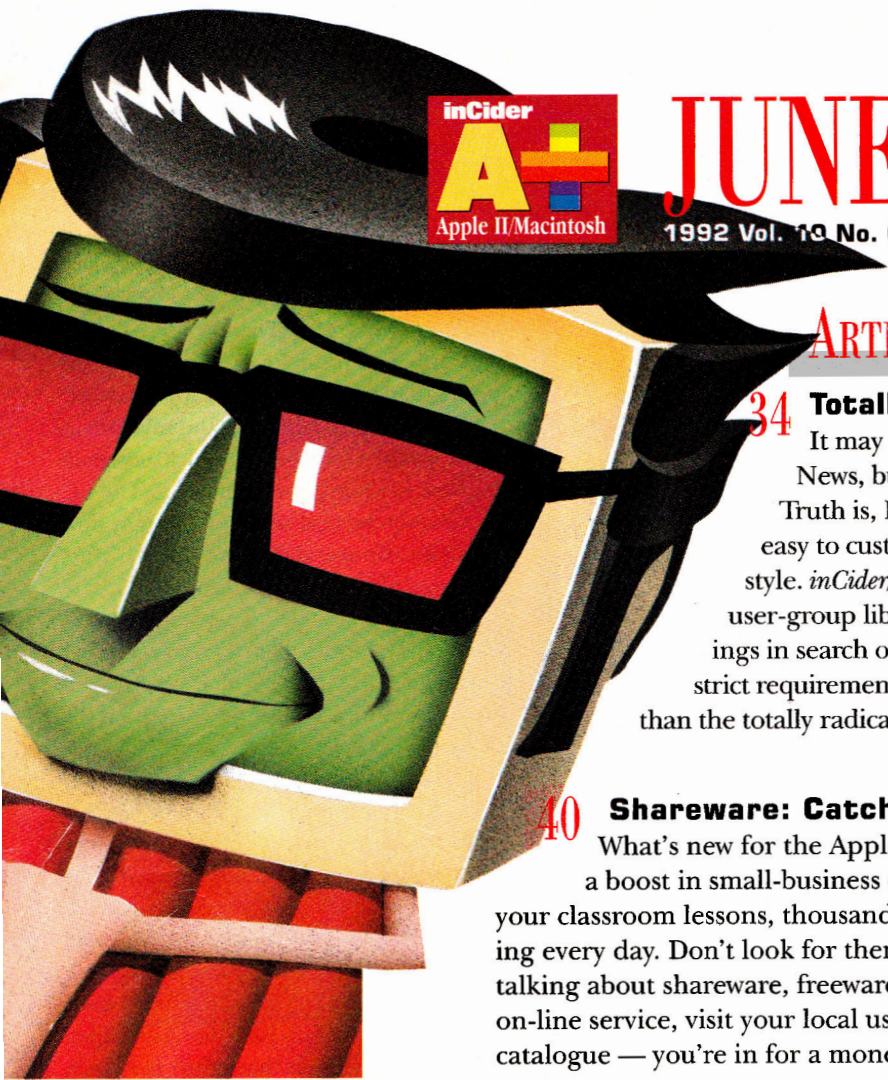 inCider
A+
Apple II/Macintosh
JUNE
1992 Vol. 10 No.
ARTI
34 Totall
It may
News, bu
Truth is,
easy to cust
style. inCider,
user-group lib
ings in search o
strict requiremen
than the totally radica
40 Shareware: Catch
What's new for the Appl
a boost in small-business
your classroom lessons, thousand
ing every day. Don't look for them
talking about shareware, freeware
on-line service, visit your local us
catalogue — you're in for a mone